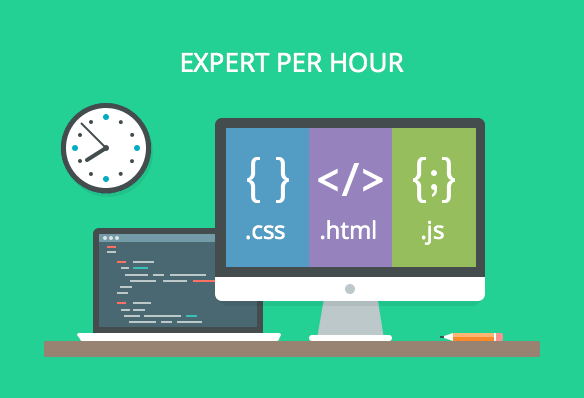 EXPERT PER HOUR
{ } </> {;}
.css .html .js